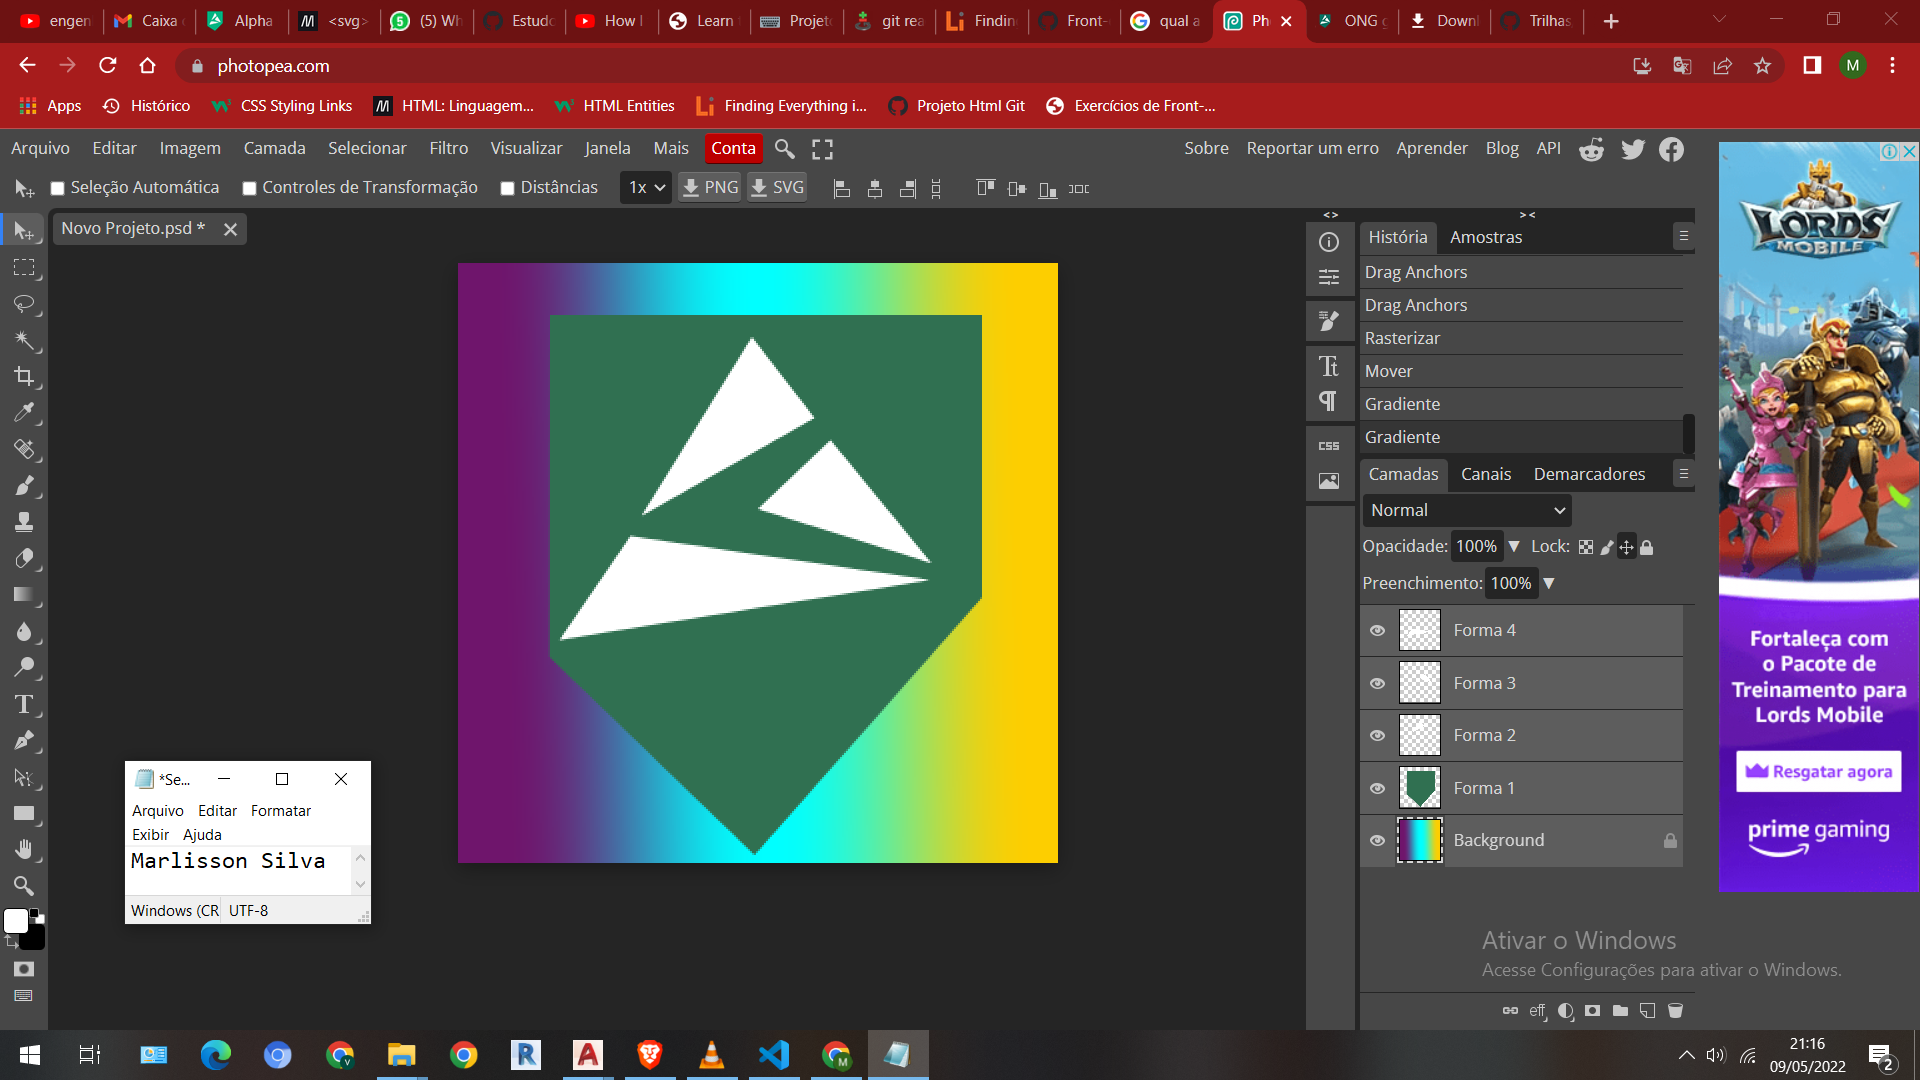 engen
Caixa
Alpha
<svg>
(5) Wh
Estudo
How I
Learn
Projeto
git rea
Finding
Front-
qual a
Ph
ONG g
Downl
Trilhas
photopea.com
M
Apps
Histórico
CSS Styling Links
HTML: Linguagem...
HTML Entities
Finding Everything i...
Projeto Html Git
Exercícios de Front-...
Arquivo Editar Imagem Camada Selecionar Filtro Visualizar Janela Mais Conta
Sobre Reportar um erro Aprender Blog API
Seleção Automática Controles de Transformação Distâncias 1x PNG SVG
Novo Projeto.psd *
História Amostras
Drag Anchors
Drag Anchors
Rasterizar
Mover
Gradiente
Gradiente
CSS
Camadas Canais Demarcadores
Normal
Opacidade: 100% Lock:
Preenchimento: 100%
Forma 4
Forma 3
Forma 2
Forma 1
Background
eff
LORDS
MOBILE
Fortaleça com
o Pacote de
Treinamento para
Lords Mobile
Resgatar agora
prime gaming
*Se...
Arquivo Editar Formatar
Exibir Ajuda
Marlisson Silva
Windows (CR UTF-8
Ativar o Windows
Acesse Configurações para ativar o Windows.
21:16
09/05/2022
2